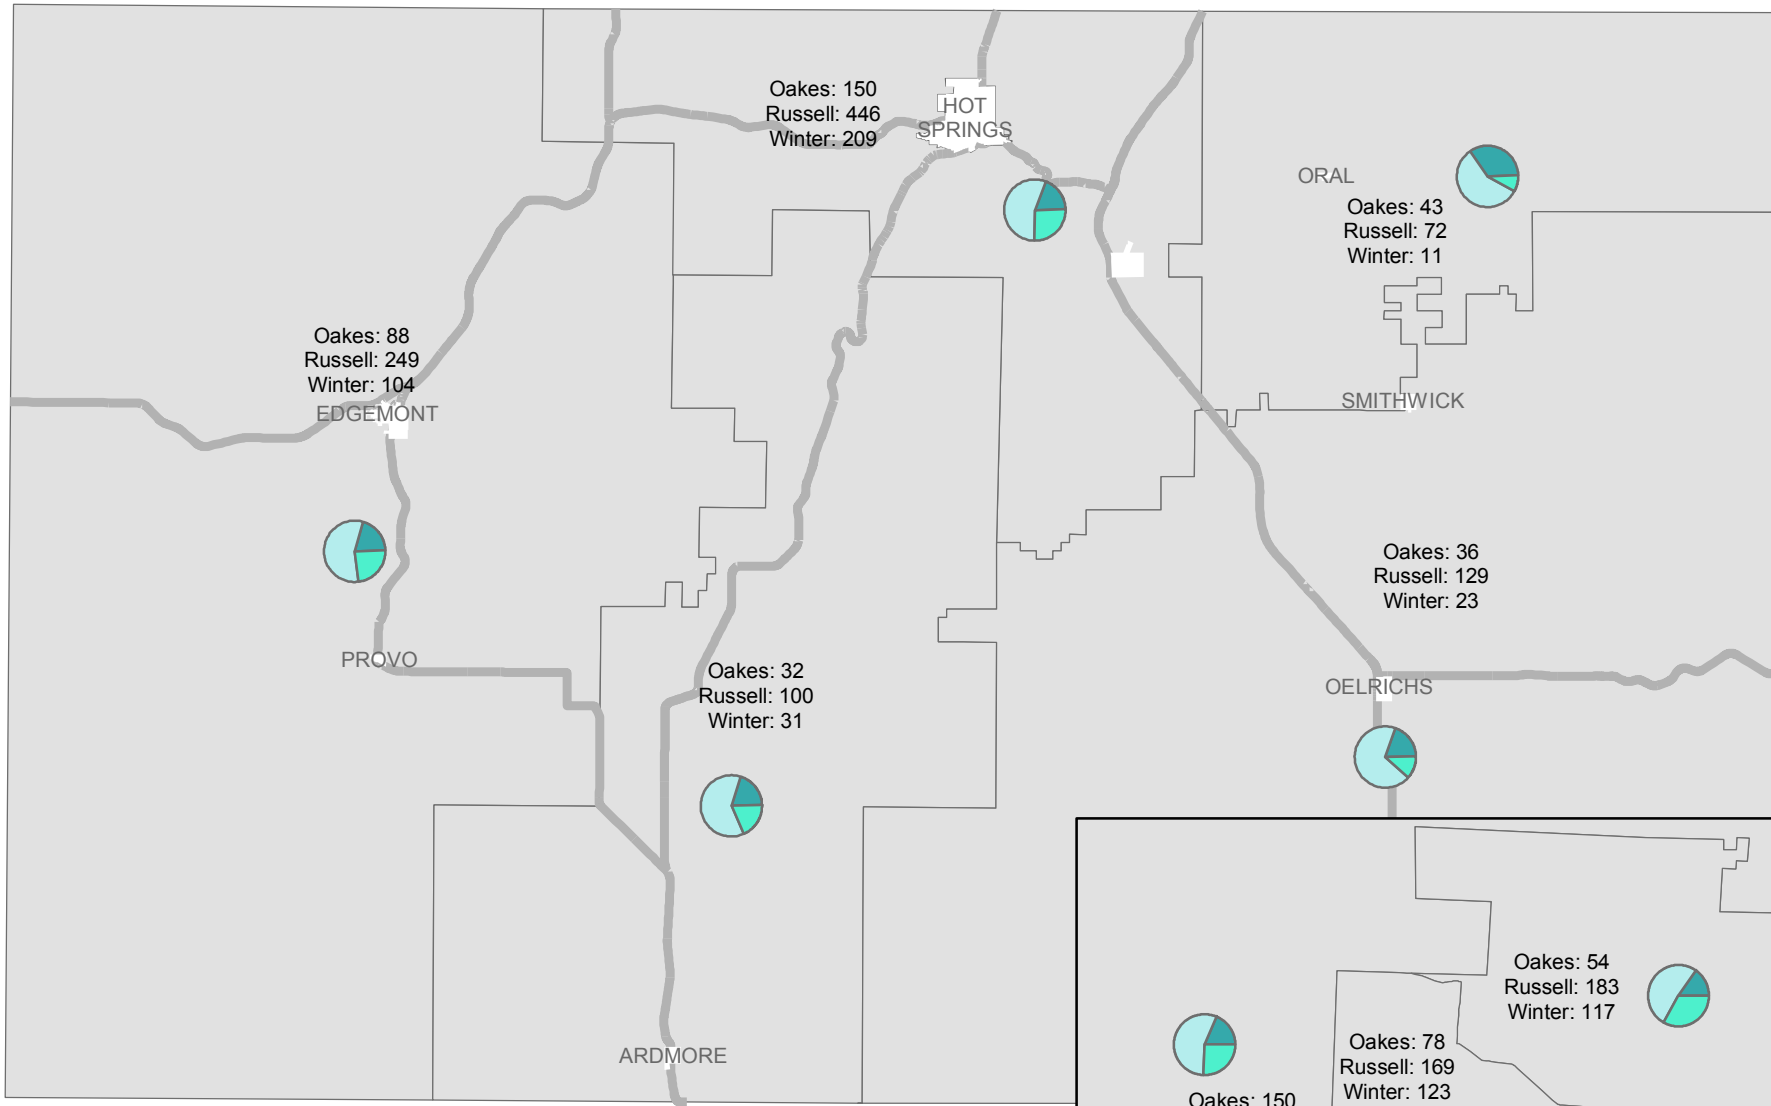 Oakes: 150
Russell: 446
Winter: 209
HOT
SPRINGS
ORAL
Oakes: 43
Russell: 72
Winter: 11
Oakes: 88
Russell: 249
Winter: 104
EDGEMONT
SMITHWICK
Oakes: 36
Russell: 129
Winter: 23
PROVO
Oakes: 32
Russell: 100
Winter: 31
OELRICHS
Oakes: 54
Russell: 183
Winter: 117
Oakes: 78
Russell: 169
Winter: 123
ARDMORE
Oakes: 150